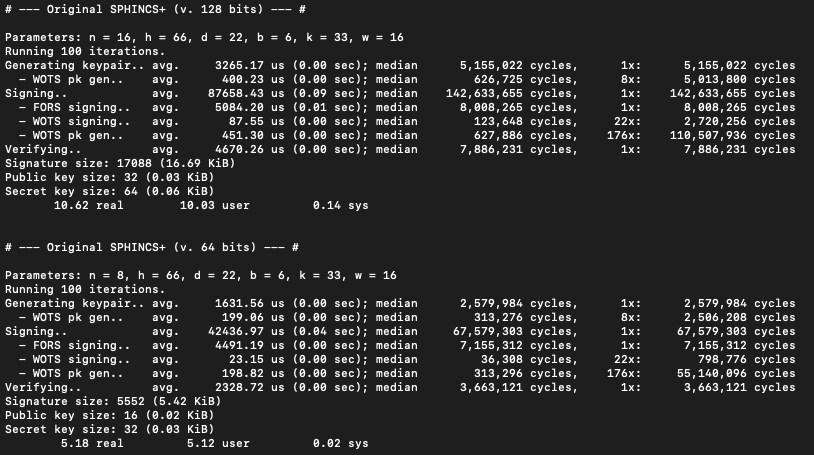 # --- Original SPHINCS+ (v. 128 bits) --- #
Parameters: n = 16, h = 66, d = 22, b = 6, k = 33, w = 16
Running 100 iterations.
Generating keypair.. avg. 3265.17 us (0.00 sec); median 5,155,022 cycles, 1x: 5,155,022 cycles
- WOTS pk gen.. avg. 400.23 us (0.00 sec); median 626,725 cycles, 8x: 5,013,800 cycles
Signing.. avg. 87658.43 us (0.09 sec); median 142,633,655 cycles, 1x: 142,633,655 cycles
- FORS signing.. avg. 5084.20 us (0.01 sec); median 8,008,265 cycles, 1x: 8,008,265 cycles
- WOTS signing.. avg. 87.55 us (0.00 sec); median 123,648 cycles, 22x: 2,720,256 cycles
- WOTS pk gen.. avg. 451.30 us (0.00 sec); median 627,886 cycles, 176x: 110,507,936 cycles
Verifying.. avg. 4670.26 us (0.00 sec); median 7,886,231 cycles, 1x: 7,886,231 cycles
Signature size: 17088 (16.69 KiB)
Public key size: 32 (0.03 KiB)
Secret key size: 64 (0.06 KiB)
10.62 real 10.03 user 0.14 sys
# --- Original SPHINCS+ (v. 64 bits) --- #
Parameters: n = 8, h = 66, d = 22, b = 6, k = 33, w = 16
Running 100 iterations.
Generating keypair.. avg. 1631.56 us (0.00 sec); median 2,579,984 cycles, 1x: 2,579,984 cycles
- WOTS pk gen.. avg. 199.06 us (0.00 sec); median 313,276 cycles, 8x: 2,506,208 cycles
Signing.. avg. 42436.97 us (0.04 sec); median 67,579,303 cycles, 1x: 67,579,303 cycles
- FORS signing.. avg. 4491.19 us (0.00 sec); median 7,155,312 cycles, 1x: 7,155,312 cycles
- WOTS signing.. avg. 23.15 us (0.00 sec); median 36,308 cycles, 22x: 798,776 cycles
- WOTS pk gen.. avg. 198.82 us (0.00 sec); median 313,296 cycles, 176x: 55,140,096 cycles
Verifying.. avg. 2328.72 us (0.00 sec); median 3,663,121 cycles, 1x: 3,663,121 cycles
Signature size: 5552 (5.42 KiB)
Public key size: 16 (0.02 KiB)
Secret key size: 32 (0.03 KiB)
5.18 real 5.12 user 0.02 sys